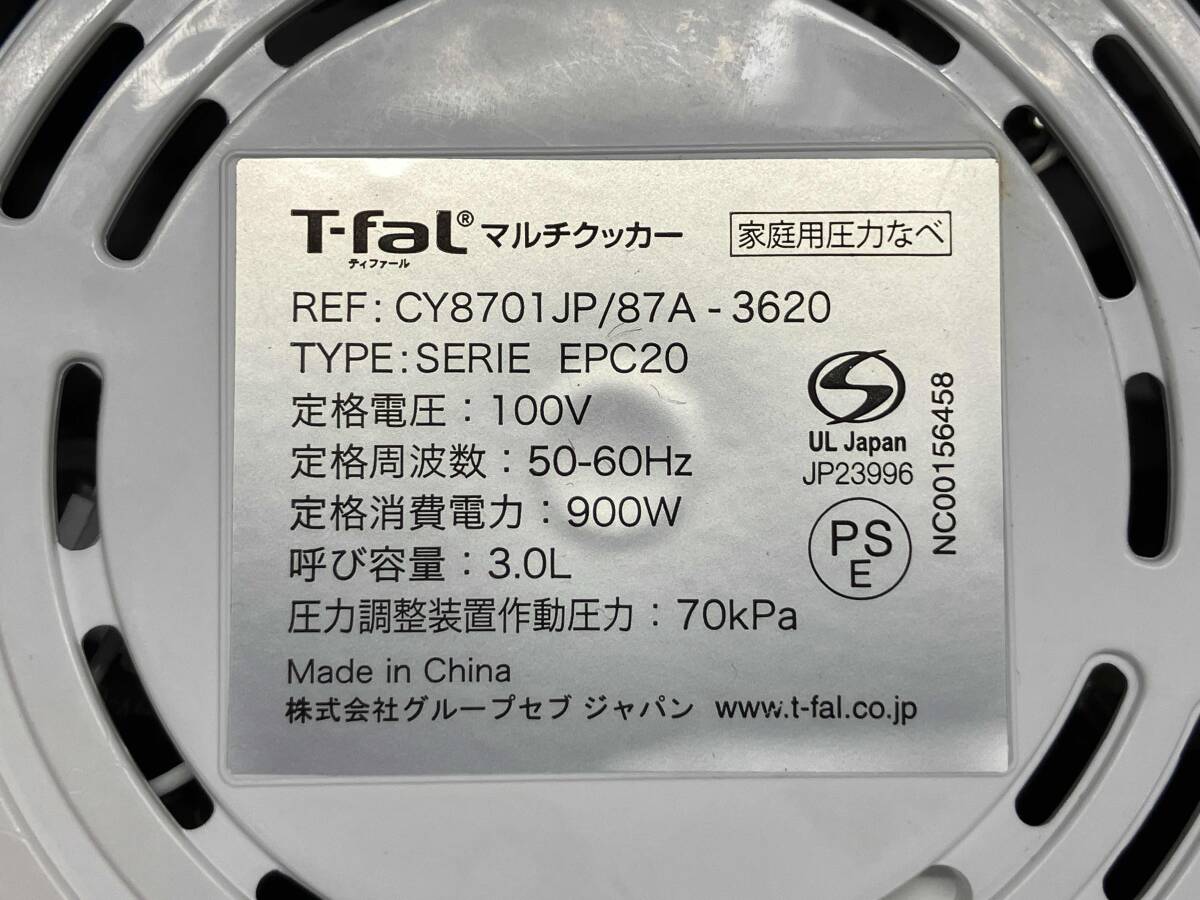 T-fal® マルチクッカー 家庭用圧力なべ
ティファール
REF: CY8701JP/87A - 3620
TYPE: SERIE EPC20
定格電圧：100V
定格周波数：50-60Hz
定格消費電力：900W
呼び容量：3.0L
圧力調整装置作動圧力：70kPa
Made in China
株式会社グループセブ ジャパン www.t-fal.co.jp
S
UL Japan
JP23996
PS
E
NC00156458